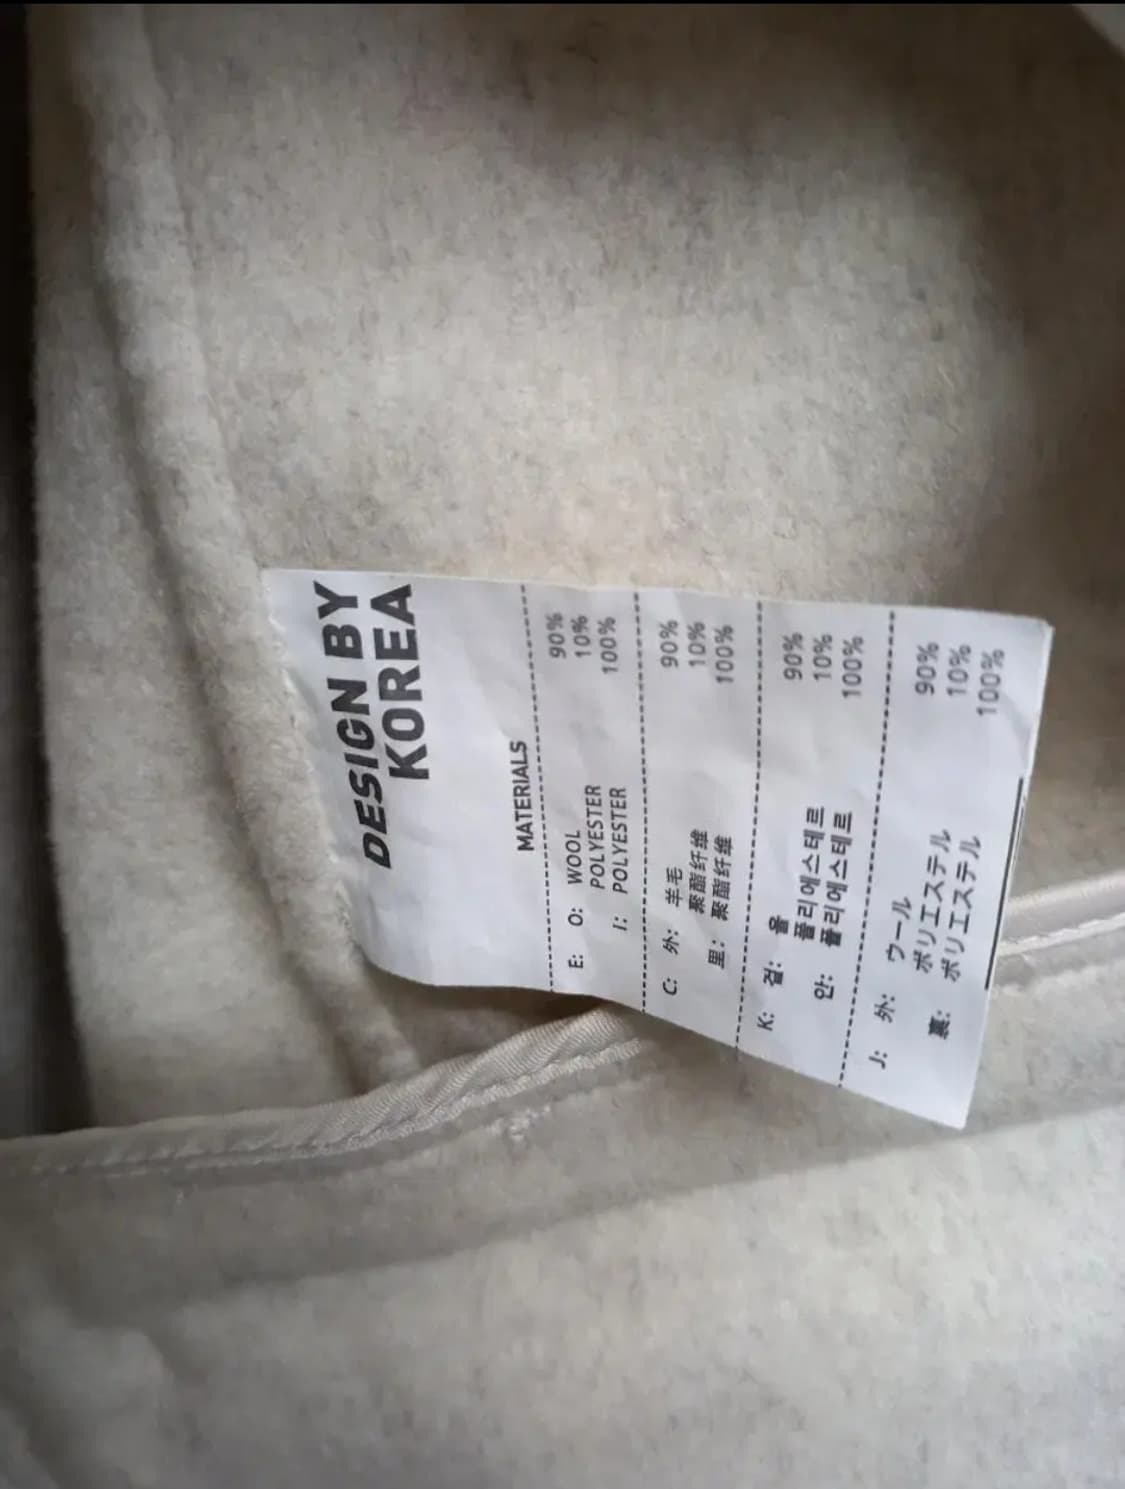 DESIGN BY
KOREA
MATERIALS
E: O: WOOL 90%
POLYESTER 10%
I: POLYESTER 100%
C: 外: 羊毛 90%
聚酯纤维 10%
里: 聚酯纤维 100%
K: 겉: 울 90%
폴리에스테르 10%
안: 폴리에스테르 100%
J: 外: ウール 90%
ポリエステル 10%
裏: ポリエステル 100%